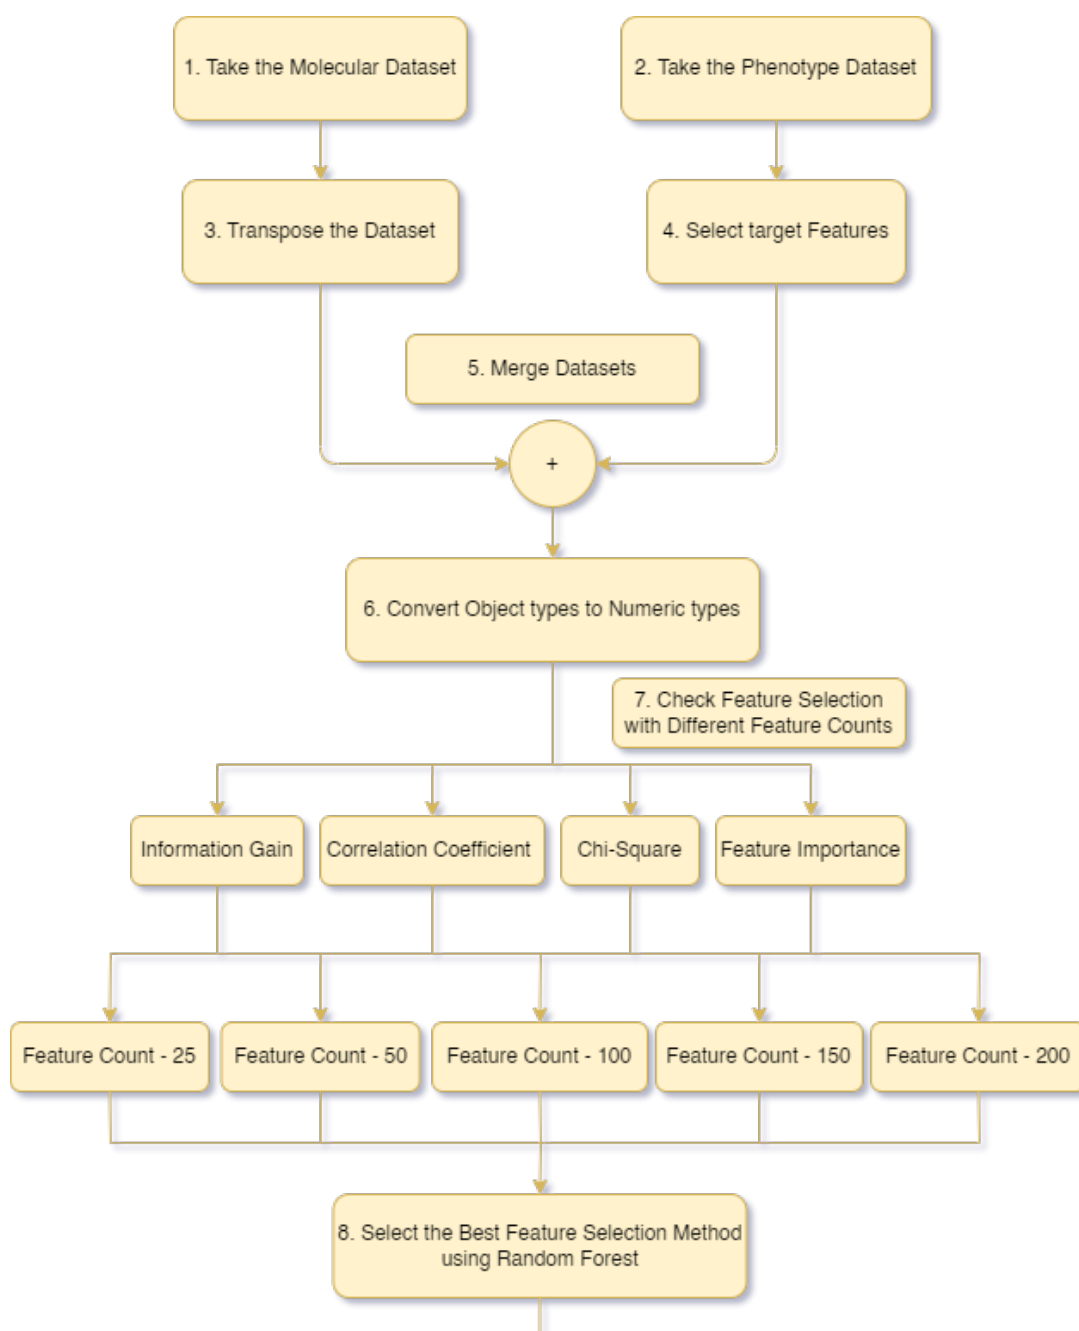 1. Take the Molecular Dataset
2. Take the Phenotype Dataset
3. Transpose the Dataset
4. Select target Features
5. Merge Datasets
+
6. Convert Object types to Numeric types
7. Check Feature Selection
with Different Feature Counts
Information Gain
Correlation Coefficient
Chi-Square
Feature Importance
Feature Count - 25
Feature Count - 50
Feature Count - 100
Feature Count - 150
Feature Count - 200
8. Select the Best Feature Selection Method
using Random Forest